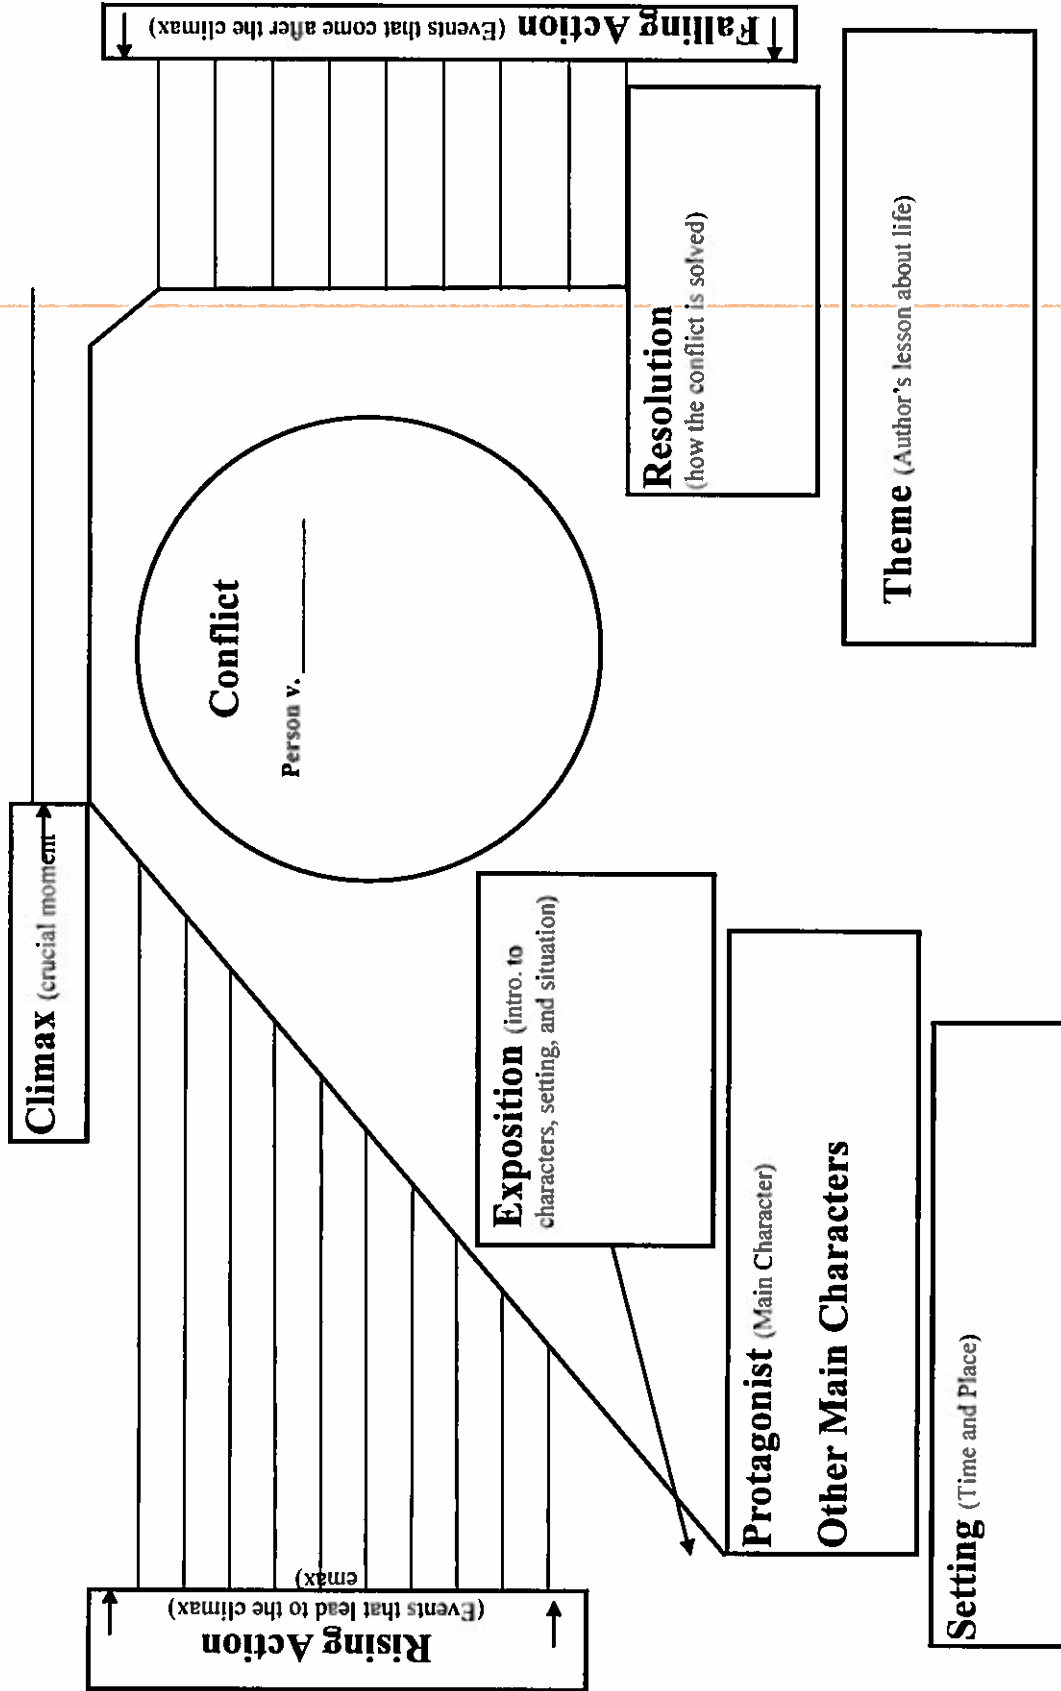 Climax (crucial moment
Rising Action
(Events that lead to the climax)
emax)
Falling Action (Events that come after the climax)
Conflict
Person v.
Exposition (intro. to
characters, setting, and situation)
Resolution
(how the conflict is solved)
Protagonist (Main Character)
Other Main Characters
Theme (Author's lesson about life)
Setting (Time and Place)